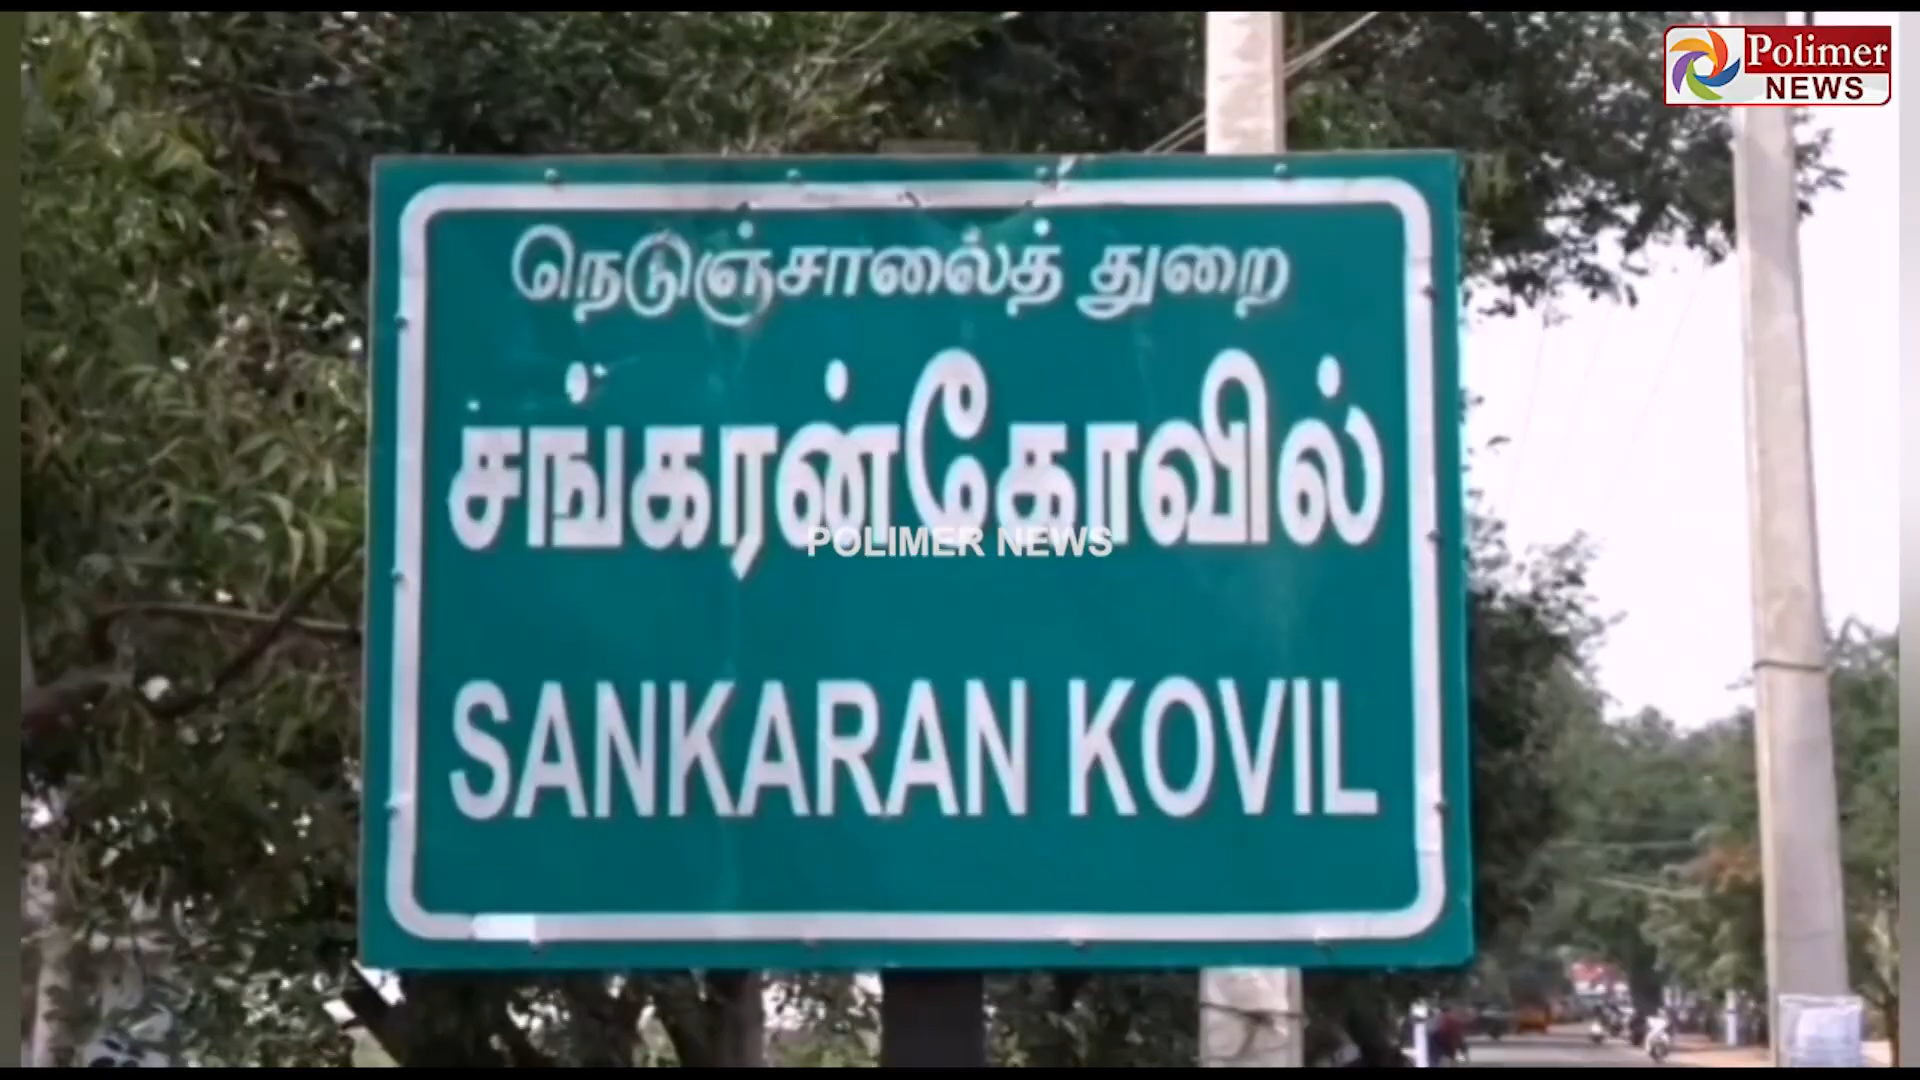 Polimer
NEWS
நெடுஞ்சாலைத் துறை
சங்கரன்கோவில்
POLIMER NEWS
SANKARAN KOVIL